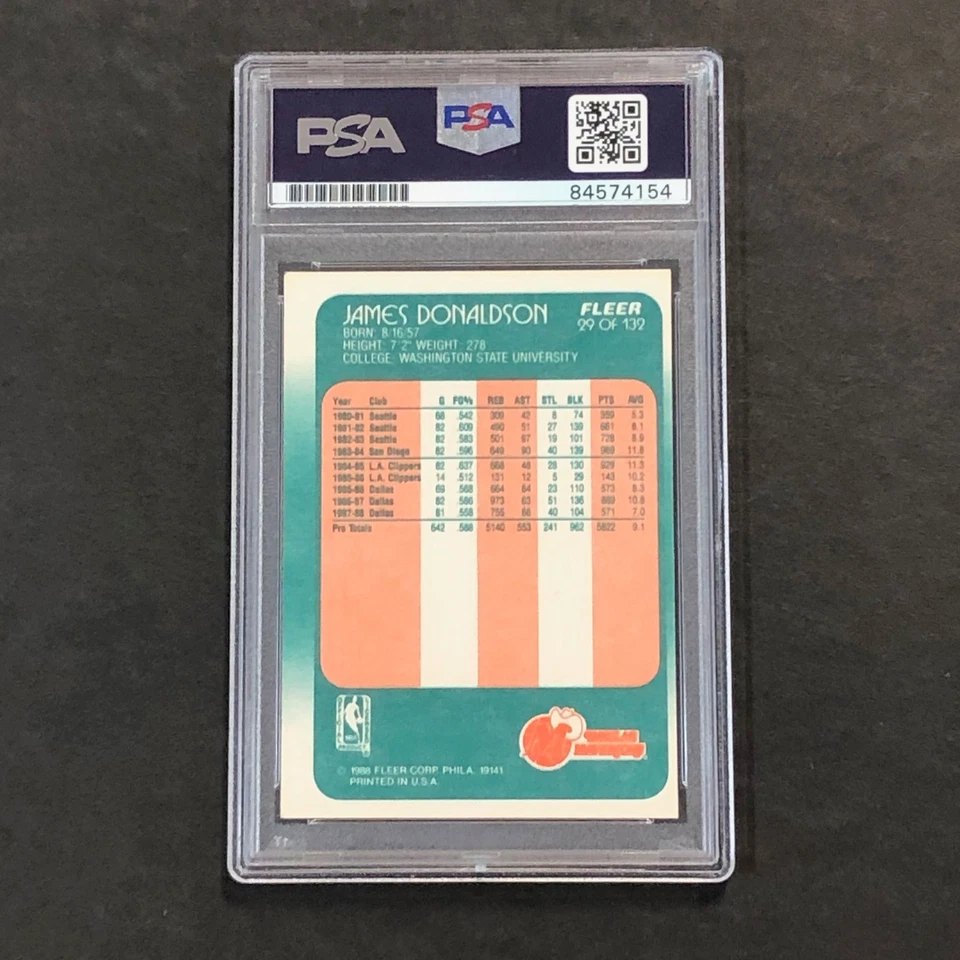 PSA PSA
84574154
JAMES DONALDSON FLEER
BORN: 8/16/57 29 OF 132
HEIGHT: 7'2" WEIGHT: 278
COLLEGE: WASHINGTON STATE UNIVERSITY
Year Club G FG% REB AST STL BLK PTS AVG
1980-81 Seattle 68 .542 309 42 8 74 359 5.3
1981-82 Seattle 82 .609 490 51 27 139 661 8.1
1982-83 Seattle 82 .583 501 97 19 101 728 8.9
1983-84 San Diego 82 .596 649 90 40 139 969 11.8
1984-85 L.A. Clippers 82 .637 668 48 28 130 929 11.3
1985-86 L.A. Clippers 14 .512 131 12 5 29 143 10.2
1985-86 Dallas 69 .568 664 84 23 110 573 8.3
1986-87 Dallas 82 .586 973 63 51 136 889 10.8
1987-88 Dallas 81 .558 755 66 40 104 571 7.0
Pro Totals 642 .588 5140 553 241 962 5822 9.1
NBA
© 1988 FLEER CORP. PHILA. 19141
PRINTED IN U.S.A.